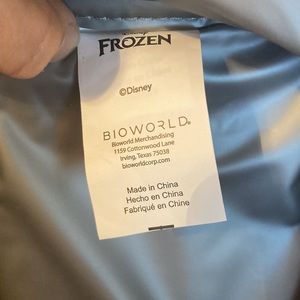 Disney
FROZEN
©Disney
BIOWORLD®
Bioworld Merchandising
1159 Cottonwood Lane
Irving, Texas 75038
bioworldcorp.com
Made in China
Hecho en China
Fabriqué en Chine